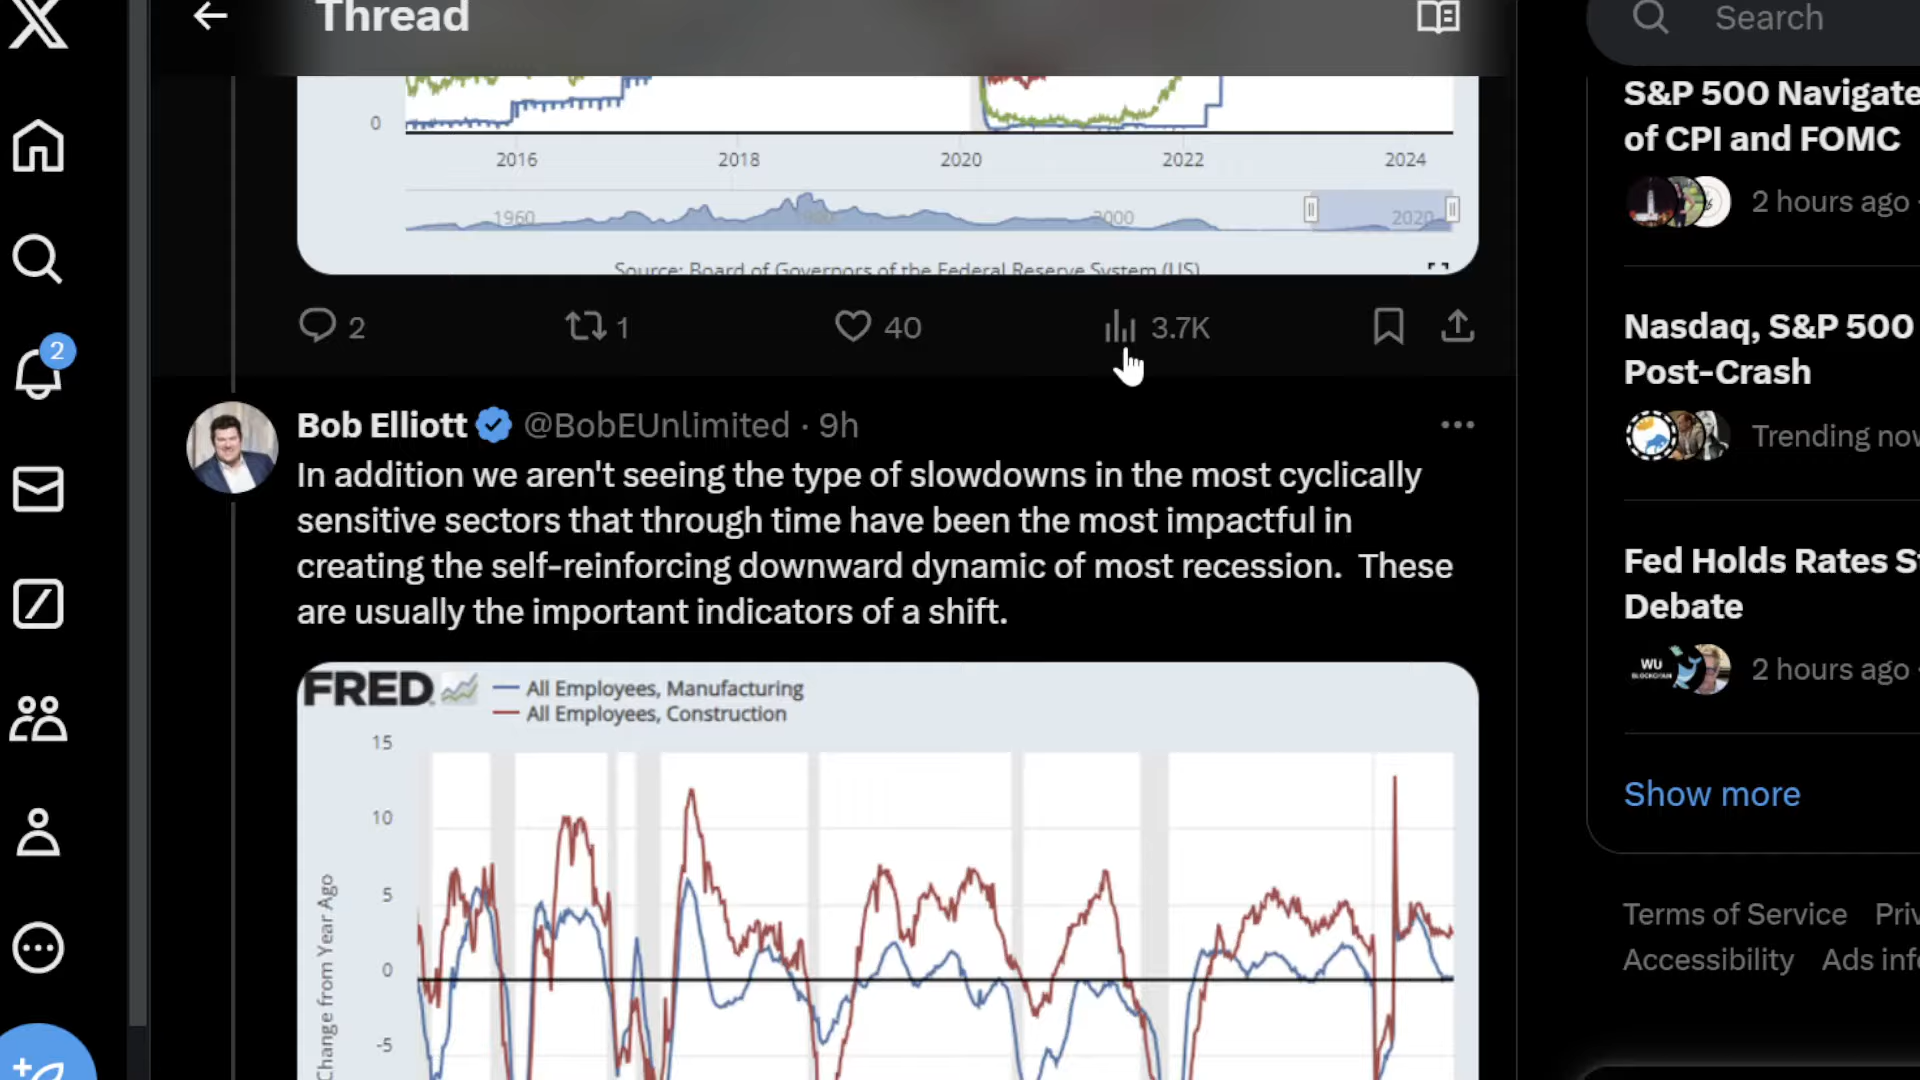 Thread
Search
0
2016 2018 2020 2022 2024
1960 2000 2020
Source: Board of Governors of the Federal Reserve System (US)
2 1 40 3.7K
2
Bob Elliott @BobEUnlimited · 9h
In addition we aren't seeing the type of slowdowns in the most cyclically
sensitive sectors that through time have been the most impactful in
creating the self-reinforcing downward dynamic of most recession. These
are usually the important indicators of a shift.
FRED
All Employees, Manufacturing
All Employees, Construction
15
10
5
0
-5
Change from Year Ago
S&P 500 Navigate
of CPI and FOMC
2 hours ago ·
Nasdaq, S&P 500
Post-Crash
Trending now
Fed Holds Rates St
Debate
WU
BLOCKCHAIN
2 hours ago ·
Show more
Terms of Service Priv
Accessibility Ads info